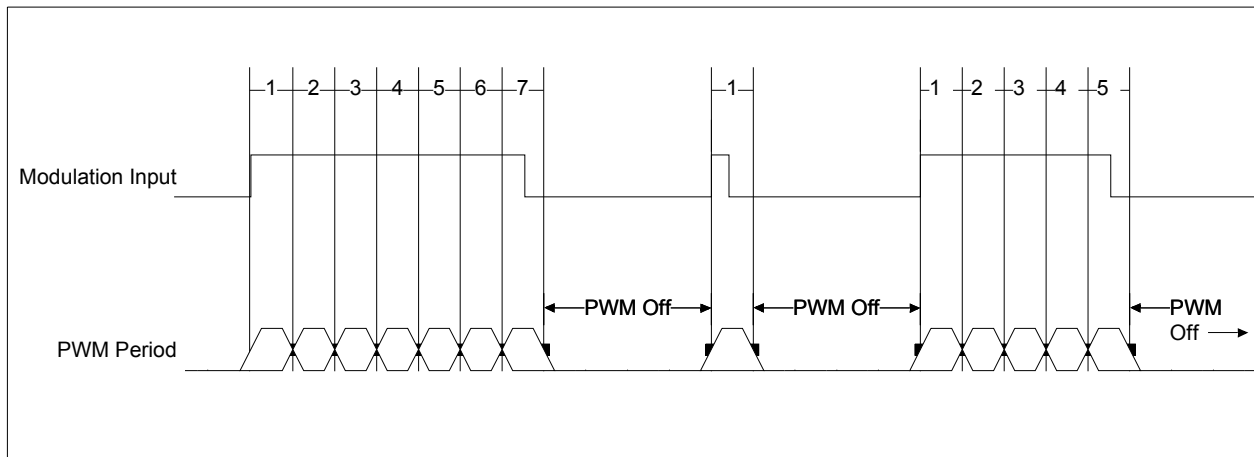 1 2 3 4 5 6 7 1 1 2 3 4 5
Modulation Input
PWM Off PWM Off PWM
Off
PWM Period